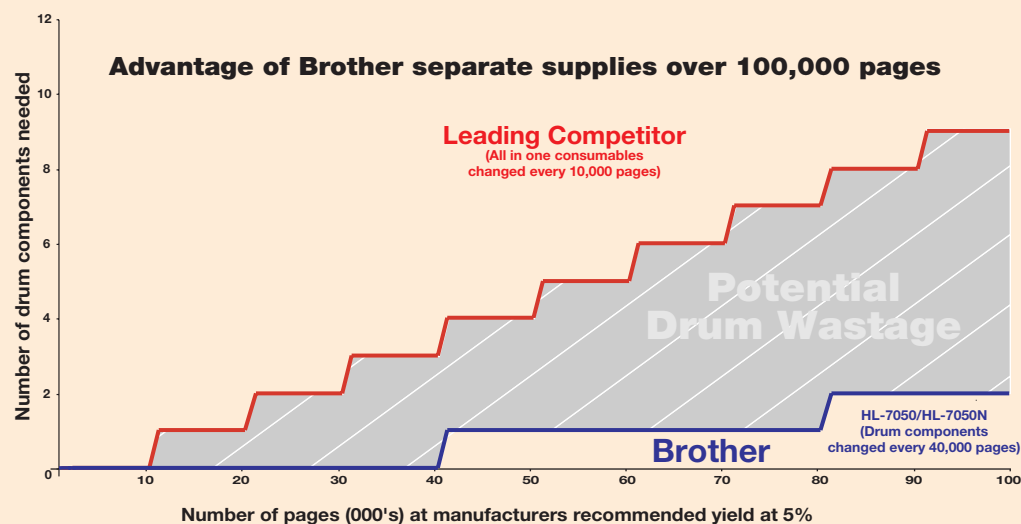 Advantage of Brother separate supplies over 100,000 pages
Number of drum components needed
12
10
8
6
4
2
0
Leading Competitor
(All in one consumables
changed every 10,000 pages)
Potential
Drum Wastage
Brother
HL-7050/HL-7050N
(Drum components
changed every 40,000 pages)
10 20 30 40 50 60 70 80 90 100
Number of pages (000's) at manufacturers recommended yield at 5%